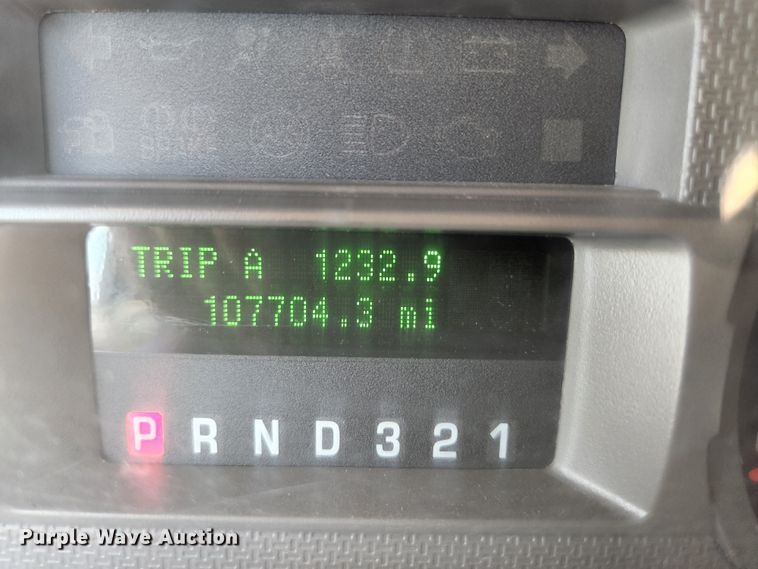 TRIP A 1232.9
107704.3 mi
P R N D 3 2 1
Purple Wave Auction